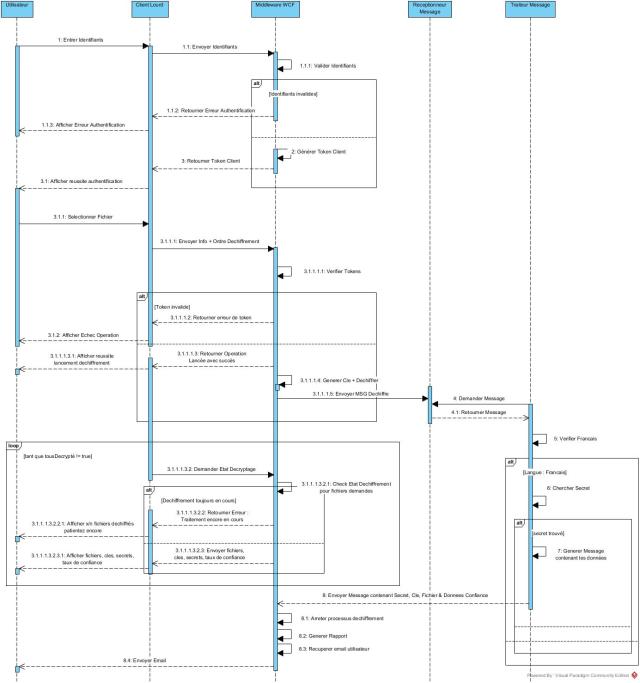 Utilisateur
Client Lourd
Middleware WCF
Receptionneur
Message
Traiteur Message
1: Entrer Identifiants
1.1: Envoyer Identifiants
1.1.1: Valider Identifiants
alt
[Identifiants invalides]
1.1.2: Retourner Erreur Authentification
1.1.3: Afficher Erreur Authentification
2: Générer Token Client
3: Retourner Token Client
3.1: Afficher reussite authentification
3.1.1: Selectionner Fichier
3.1.1.1: Envoyer Info + Ordre Dechiffrement
3.1.1.1.1: Verifier Tokens
alt
[Token invalide]
3.1.1.1.2: Retourner erreur de token
3.1.2: Afficher Echec Operation
3.1.1.1.3: Retourner Operation
Lancée avec succès
3.1.1.1.3.1: Afficher reussite
lancement dechiffrement
3.1.1.1.4: Generer Cle + Dechiffrer
3.1.1.1.5: Envoyer MSG Dechiffre
4: Demander Message
4.1: Retourner Message
5: Verifier Francais
loop
[tant que tousDecrypté != true]
alt
[Langue : Francais]
3.1.1.1.3.2: Demander Etat Decryptage
6: Chercher Secret
3.1.1.1.3.2.1: Check Etat Dechiffrement
pour fichiers demandes
alt
[Dechiffrement toujours en cours]
3.1.1.1.3.2.2: Retourner Erreur :
Traitement encore en cours
3.1.1.1.3.2.2.1: Afficher x/n fichiers dechiffrés
patientez encore
alt
[secret trouvé]
7: Generer Message
contenant les données
3.1.1.1.3.2.3: Envoyer fichiers,
cles, secrets, taux de confiance
3.1.1.1.3.2.3.1: Afficher fichiers, cles, secrets,
taux de confiance
8: Envoyer Message contenant Secret, Cle, Fichier & Donnees Confiance
8.1: Arreter processus dechiffrement
8.2: Generer Rapport
8.3: Recuperer email utilisateur
8.4: Envoyer Email
Powered By Visual Paradigm Community Edition